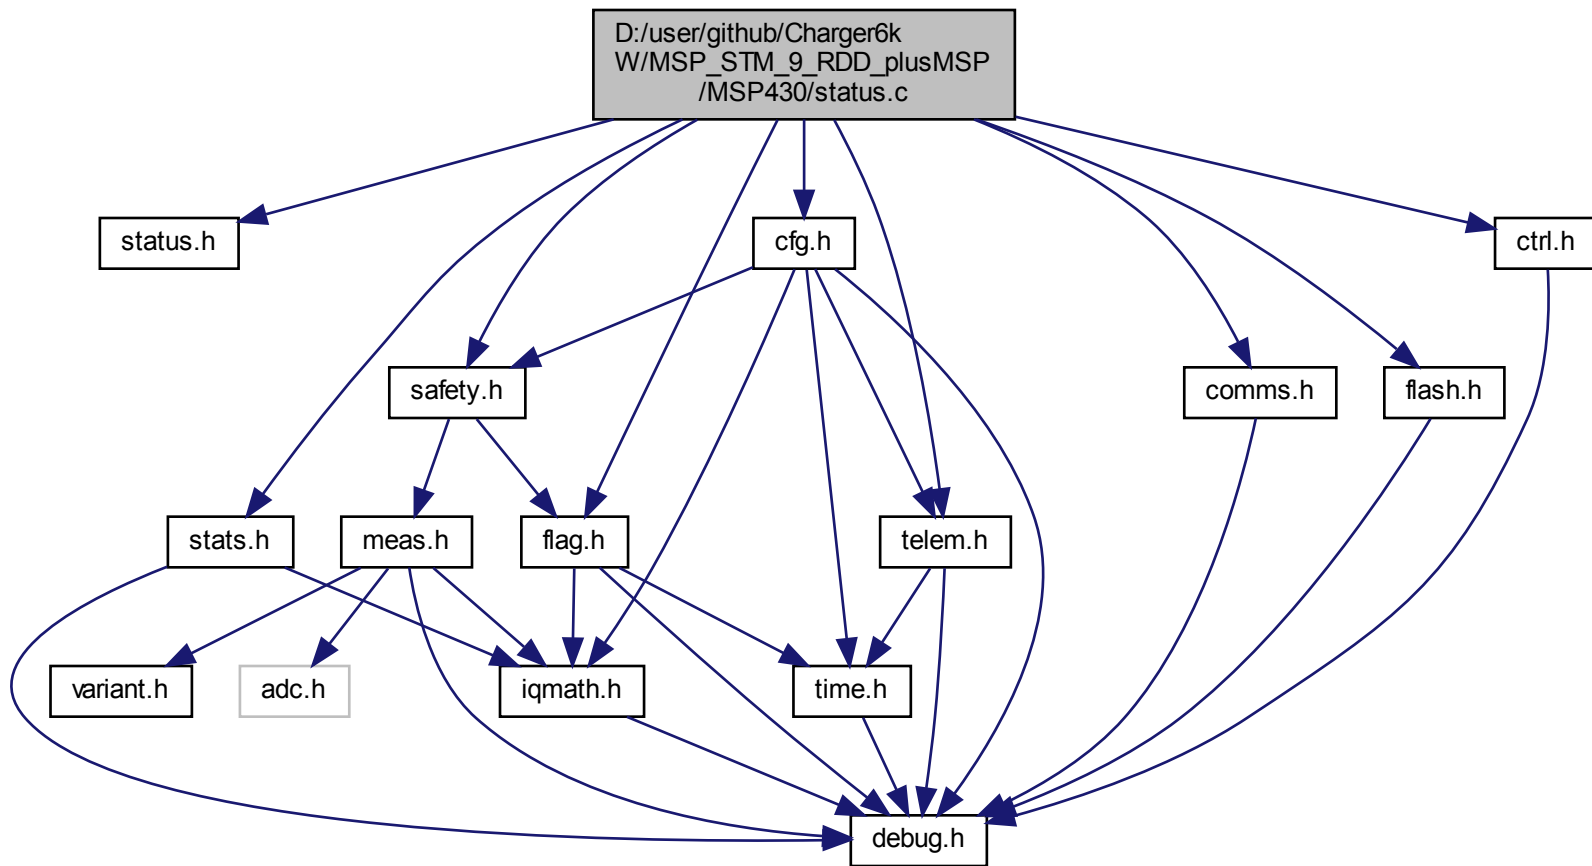 D:/user/github/Charger6k
W/MSP_STM_9_RDD_plusMSP
/MSP430/status.c
status.h
cfg.h
ctrl.h
safety.h
comms.h
flash.h
stats.h
meas.h
flag.h
telem.h
variant.h
adc.h
iqmath.h
time.h
debug.h